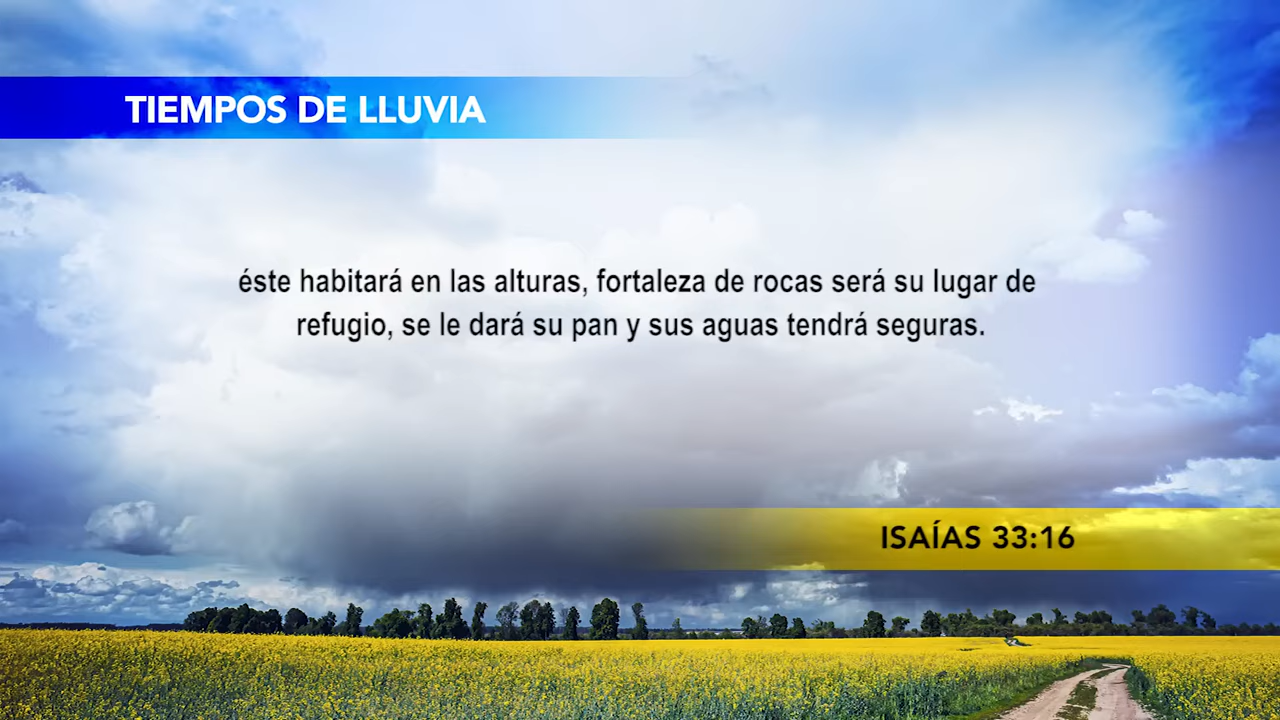 TIEMPOS DE LLUVIA
éste habitará en las alturas, fortaleza de rocas será su lugar de
refugio, se le dará su pan y sus aguas tendrá seguras.
ISAÍAS 33:16